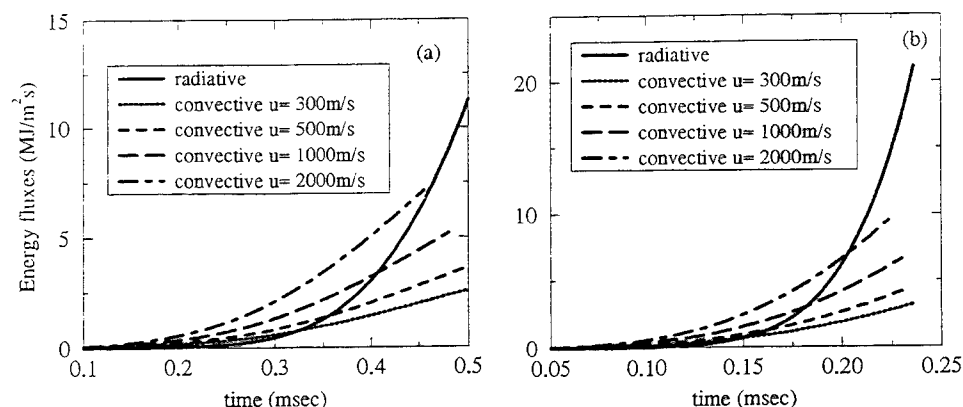 15
10
5
0
Energy fluxes (MJ/m²s)
(a)
radiative
convective u= 300m/s
convective u= 500m/s
convective u= 1000m/s
convective u= 2000m/s
0.1
0.2
0.3
0.4
0.5
time (msec)
20
10
0
(b)
radiative
convective u= 300m/s
convective u= 500m/s
convective u= 1000m/s
convective u= 2000m/s
0.05
0.10
0.15
0.20
0.25
time (msec)